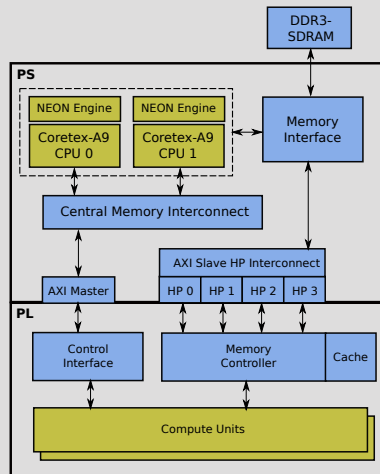 DDR3-
SDRAM
PS
NEON Engine
NEON Engine
Coretex-A9
CPU 0
Coretex-A9
CPU 1
Memory
Interface
Central Memory Interconnect
AXI Slave HP Interconnect
AXI Master
HP 0
HP 1
HP 2
HP 3
PL
Control
Interface
Memory
Controller
Cache
Compute Units